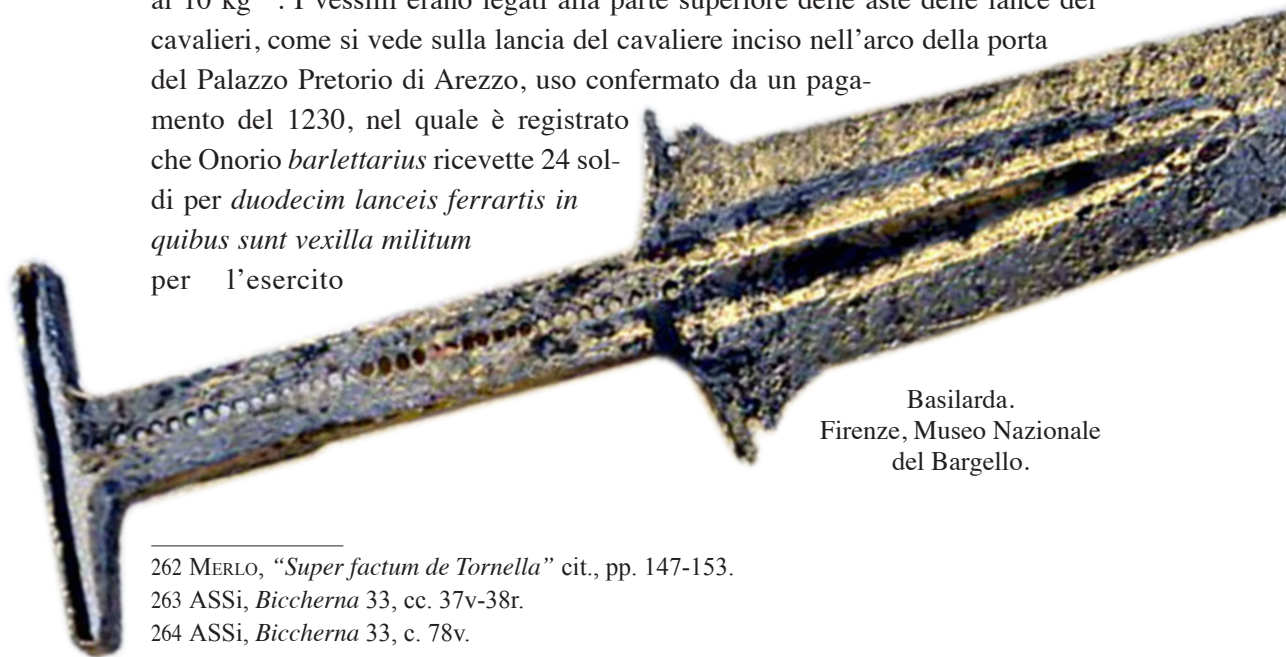 cavalieri, come si vede sulla lancia del cavaliere inciso nell’arco della porta
del Palazzo Pretorio di Arezzo, uso confermato da un paga-
mento del 1230, nel quale è registrato
che Onorio barlettarius ricevette 24 sol-
di per duodecim lanceis ferrartis in
quibus sunt vexilla militum
per l’esercito
Basilarda.
Firenze, Museo Nazionale
del Bargello.
262 Merlo, “Super factum de Tornella” cit., pp. 147-153.
263 ASSi, Biccherna 33, cc. 37v-38r.
264 ASSi, Biccherna 33, c. 78v.